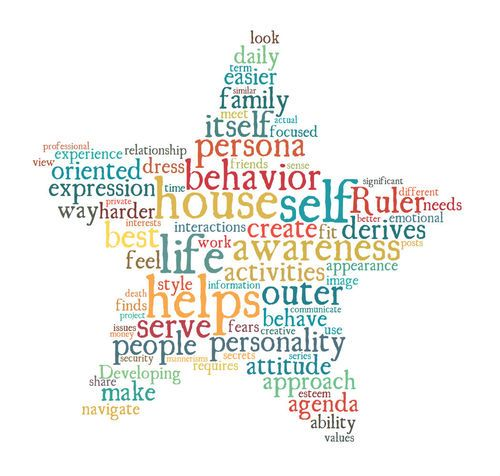 look
daily
term
easier
similar
family
meet
actual
itself
focused
professional
relationship
persona
view
experience
friends
sense
oriented
dress
behavior
significant
expression
time
house
self
Ruler
different
private
needs
way
harder
better
emotional
interests
interactions
create
fit
derives
best
work
awareness
posts
feel
life
activities
appearance
style
information
image
death
helps
outer
finds
communicate
project
serve
fears
behave
issues
creative
use
money
people
personality
security
mannerisms
secrets
series
attitude
Developing
requires
approach
share
make
esteem
agenda
navigate
ability
values